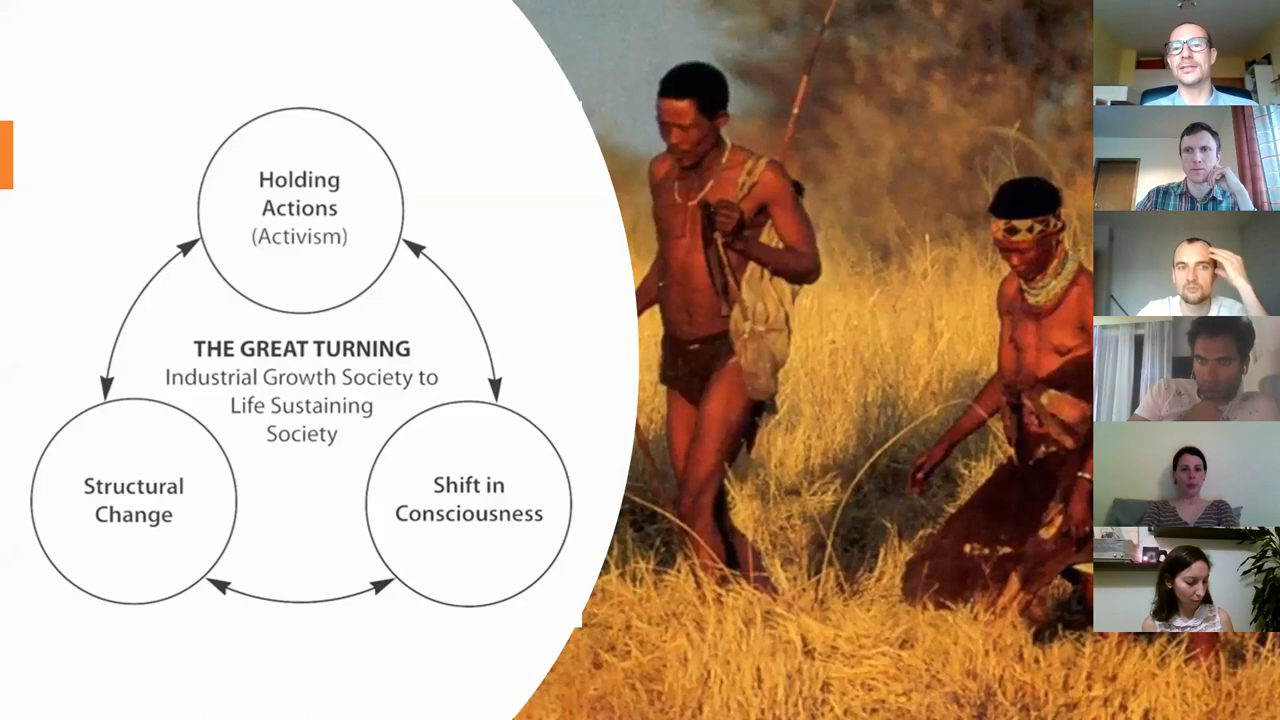 Holding
Actions
(Activism)
THE GREAT TURNING
Industrial Growth Society to
Life Sustaining
Society
Structural
Change
Shift in
Consciousness